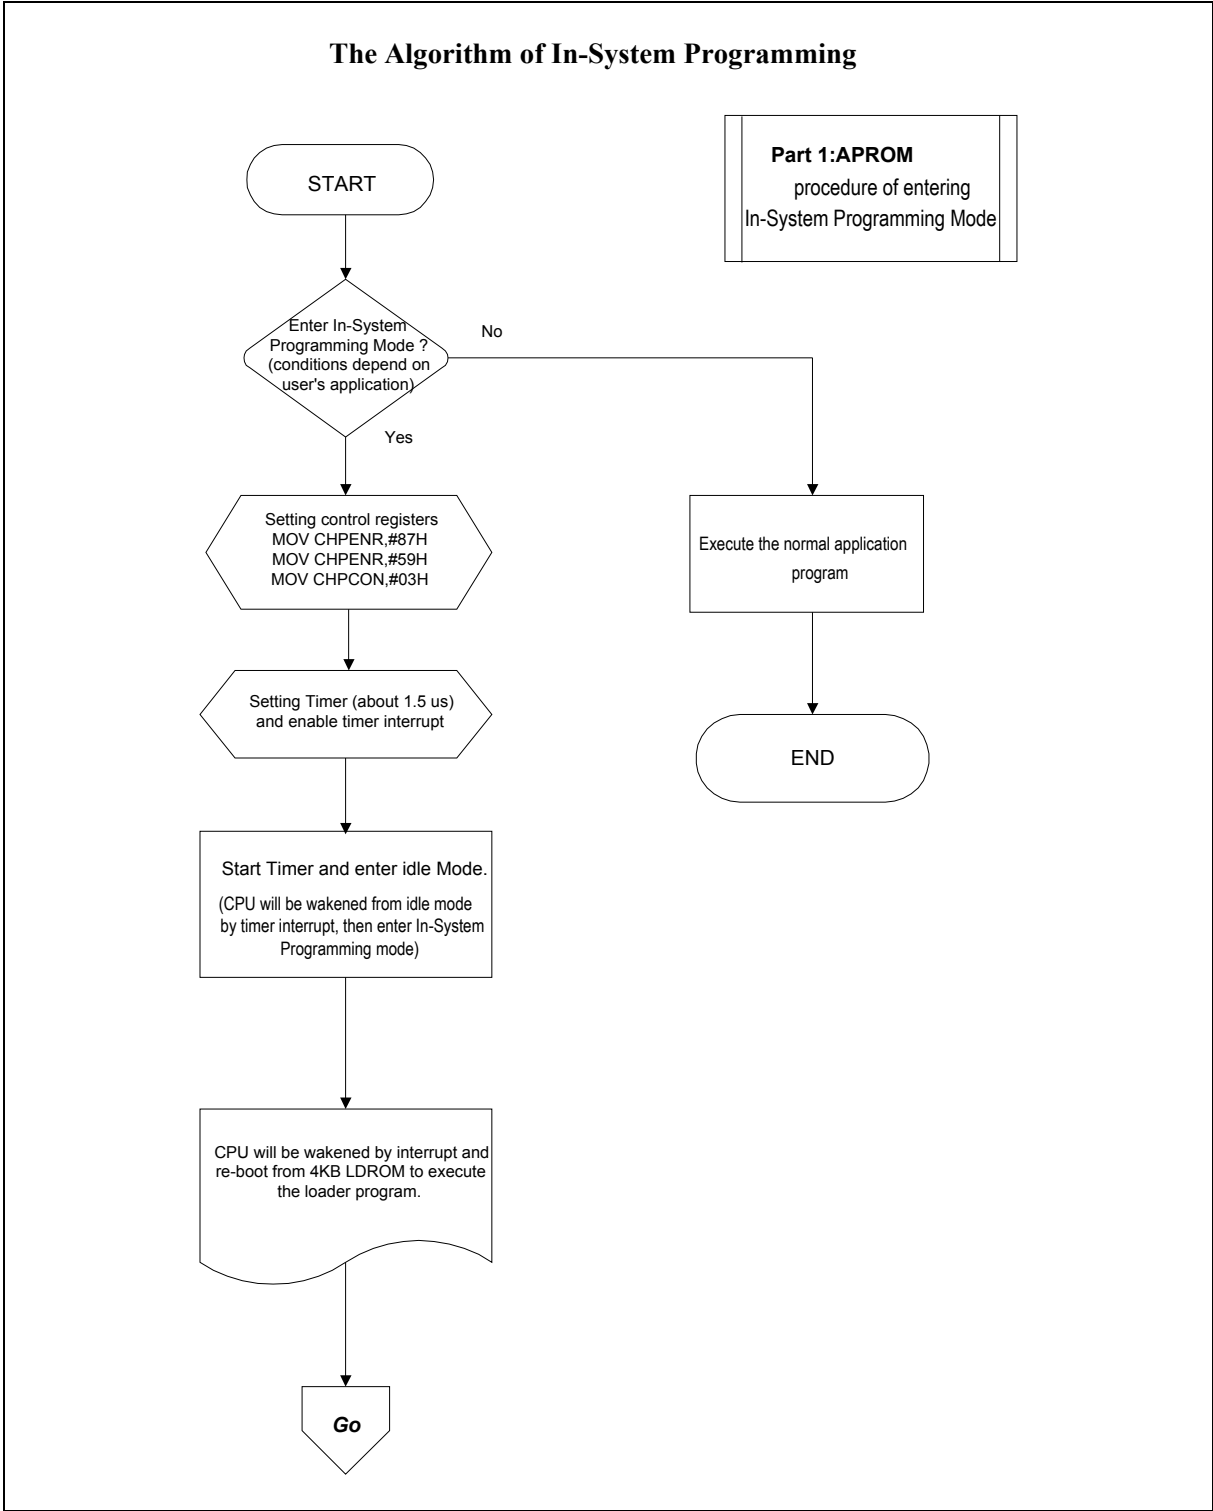 The Algorithm of In-System Programming
Part 1:APROM
procedure of entering
In-System Programming Mode
START
Enter In-System
Programming Mode ?
(conditions depend on
user's application)
No
Yes
Setting control registers
MOV CHPENR,#87H
MOV CHPENR,#59H
MOV CHPCON,#03H
Execute the normal application
program
Setting Timer (about 1.5 us)
and enable timer interrupt
END
Start Timer and enter idle Mode.
(CPU will be wakened from idle mode
by timer interrupt, then enter In-System
Programming mode)
CPU will be wakened by interrupt and
re-boot from 4KB LDROM to execute
the loader program.
Go